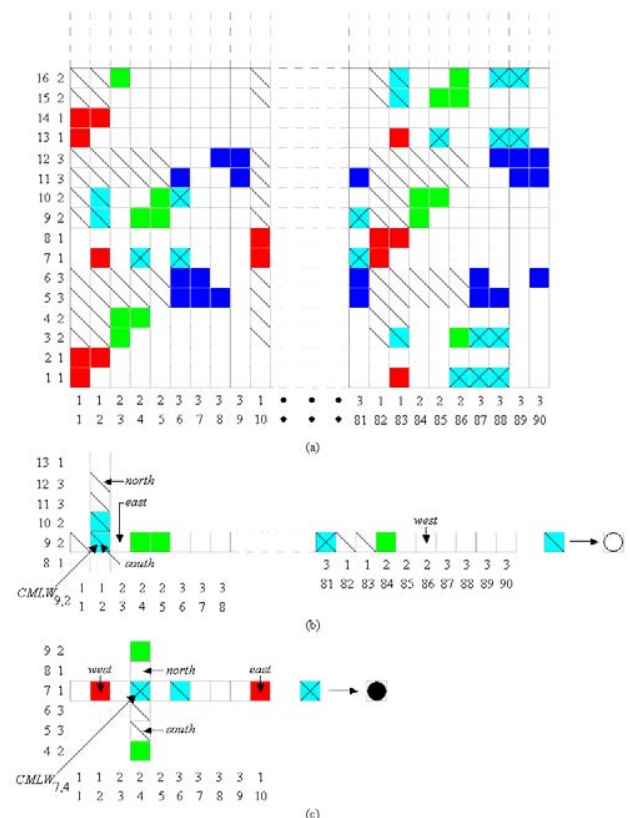 16 2
15 2
14 1
13 1
12 3
11 3
10 2
9 2
8 1
7 1
6 3
5 3
4 2
3 2
2 1
1 1
1 1 2 2 2 3 3 3 3 1 • • • 3 1 1 2 2 2 3 3 3 3
1 2 3 4 5 6 7 8 9 10 • • • 81 82 83 84 85 86 87 88 89 90
(a)
13 1
12 3 north
11 3 east
10 2 west
9 2
8 1 south
CMLW9,2 1 1 2 2 2 3 3 3 3 1 1 2 2 2 3 3 3 3
1 2 3 4 5 6 7 8 81 82 83 84 85 86 87 88 89 90
(b)
9 2
8 1 west north east
7 1
6 3
5 3 south
4 2
CMLW7,4 1 1 2 2 2 3 3 3 3 1
1 2 3 4 5 6 7 8 9 10
(c)